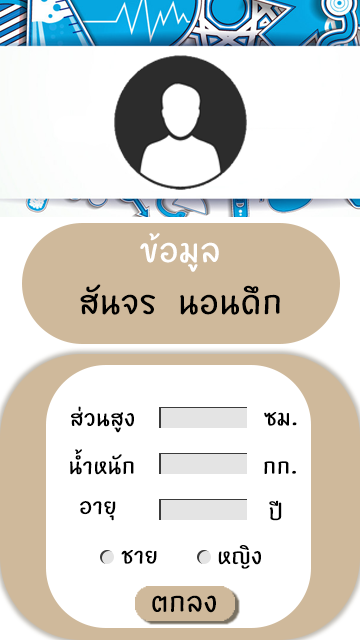 ข้อมูล
สันจร นอนดึก
ส่วนสูง ซม.
น้ำหนัก กก.
อายุ ปี
ชาย หญิง
ตกลง